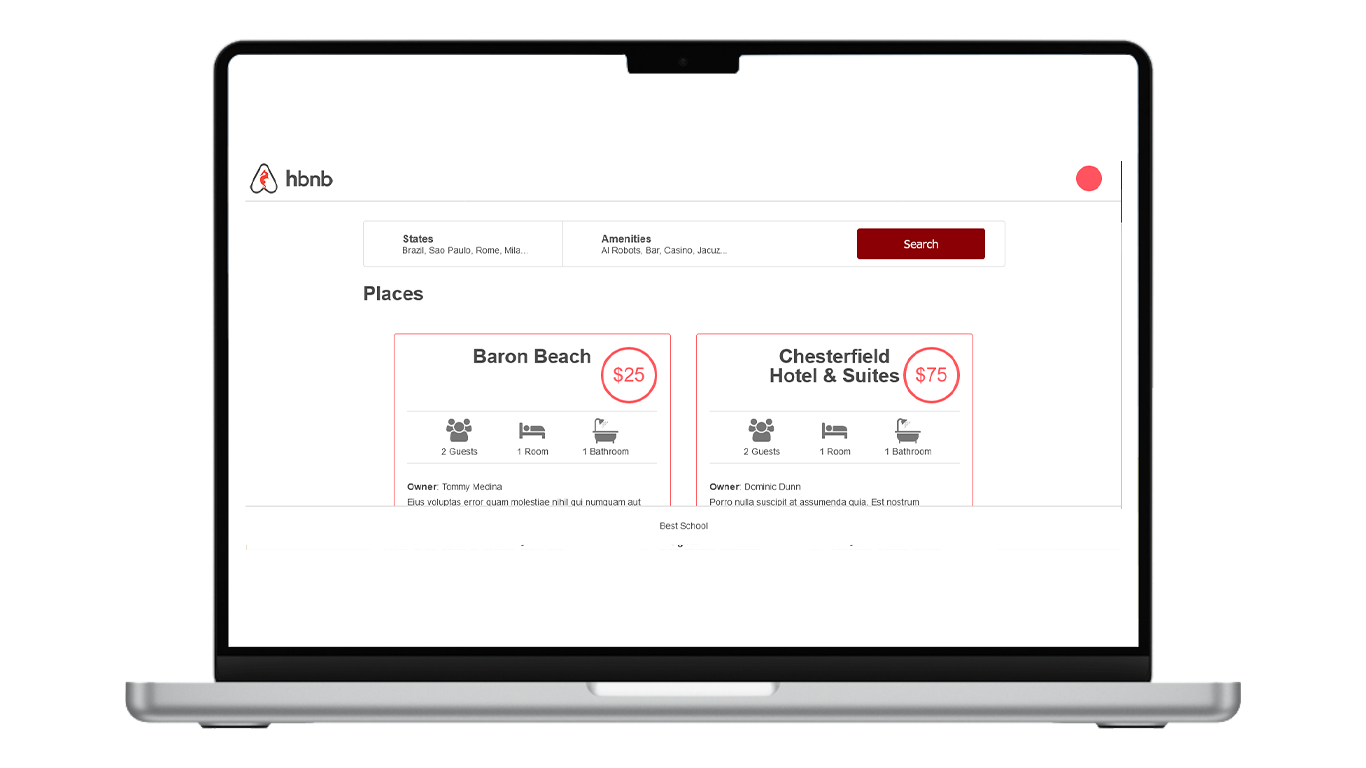 hbnb
States
Brazil, Sao Paulo, Rome, Mila...
Amenities
AI Robots, Bar, Casino, Jacuz...
Search
Places
Baron Beach
$25
2 Guests
1 Room
1 Bathroom
Owner: Tommy Medina
Eius voluptas error quam molestiae nihil qui numquam aut
Chesterfield
Hotel & Suites
$75
2 Guests
1 Room
1 Bathroom
Owner: Dominic Dunn
Porro nulla suscipit at assumenda quia. Est nostrum
Best School